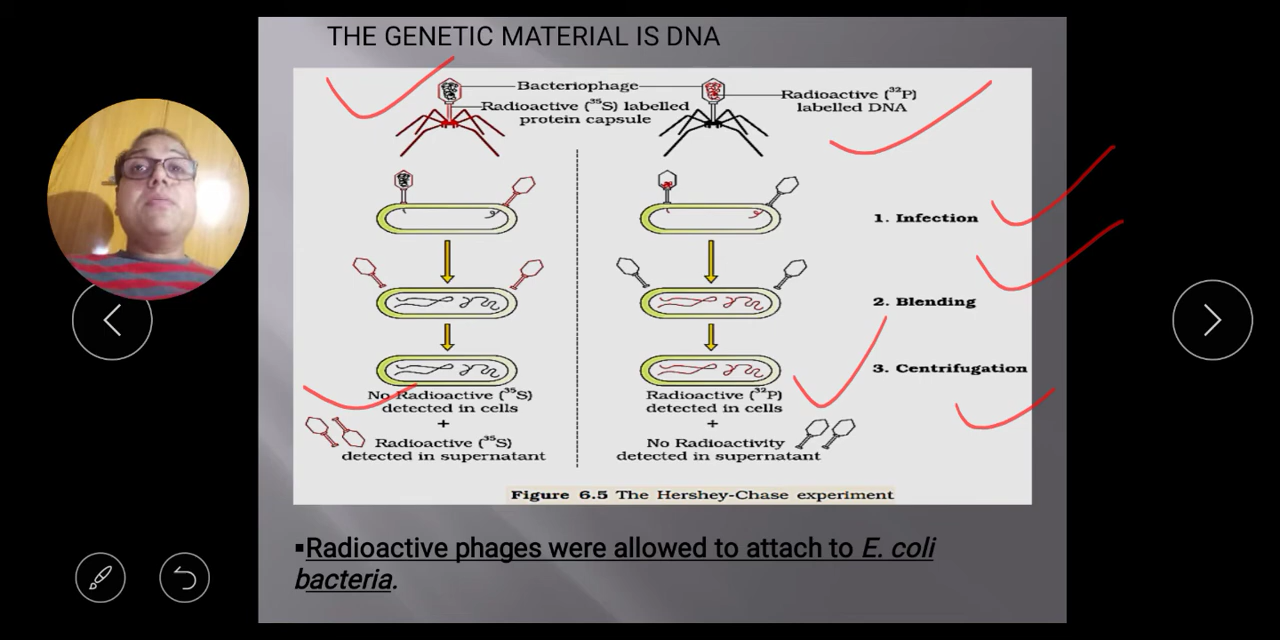 THE GENETIC MATERIAL IS DNA
Bacteriophage
Radioactive (³⁵S) labelled
protein capsule
Radioactive (³²P)
labelled DNA
1. Infection
2. Blending
3. Centrifugation
No Radioactive (³⁵S)
detected in cells
+
Radioactive (³⁵S)
detected in supernatant
Radioactive (³²P)
detected in cells
+
No Radioactivity
detected in supernatant
Figure 6.5 The Hershey-Chase experiment
▪Radioactive phages were allowed to attach to E. coli
bacteria.